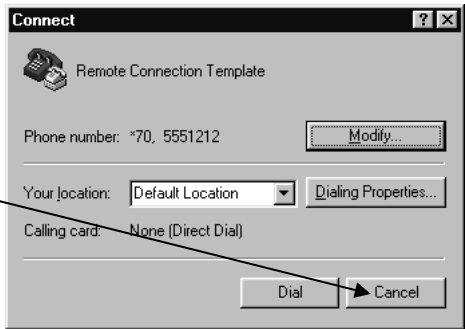 Connect
Remote Connection Template
Phone number: *70, 5551212 Modify...
Your location: Default Location Dialing Properties...
Calling card: None (Direct Dial)
Dial Cancel